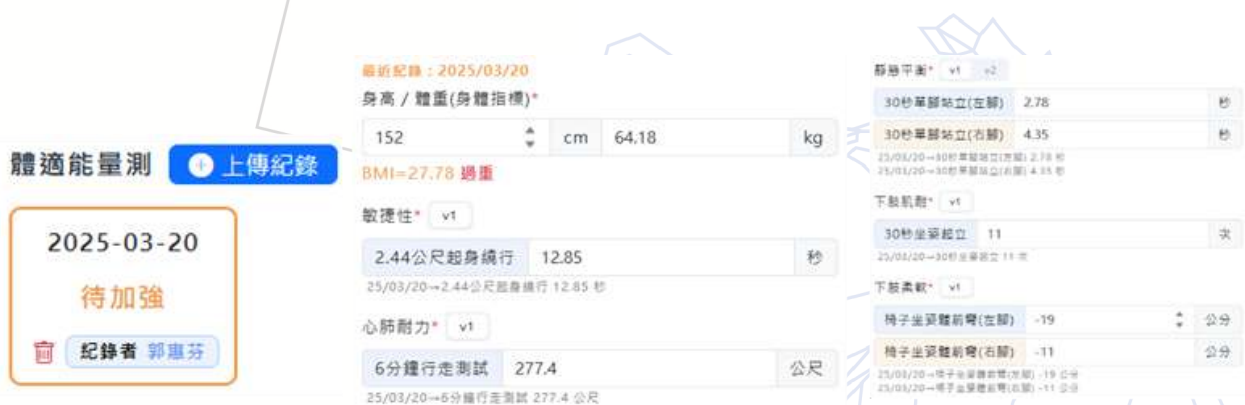 體適能量測
上傳紀錄
2025-03-20
待加強
紀錄者 郭惠芬
最近紀錄：2025/03/20
身高 / 體重(身體指標)*
152 cm 64.18 kg
BMI=27.78 過重
敏捷性* v1
2.44公尺起身繞行 12.85 秒
25/03/20→2.44公尺起身繞行 12.85 秒
心肺耐力* v1
6分鐘行走測試 277.4 公尺
25/03/20→6分鐘行走測試 277.4 公尺
靜態平衡* v1 v2
30秒單腳站立(左腳) 2.78 秒
30秒單腳站立(右腳) 4.35 秒
25/03/20→30秒單腳站立(左腳) 2.78 秒
25/03/20→30秒單腳站立(右腳) 4.35 秒
下肢肌耐* v1
30秒坐姿起立 11 次
25/03/20→30秒坐姿起立 11 次
下肢柔軟* v1
椅子坐姿體前彎(左腳) -19 公分
椅子坐姿體前彎(右腳) -11 公分
25/03/20→椅子坐姿體前彎(左腳) -19 公分
25/03/20→椅子坐姿體前彎(右腳) -11 公分